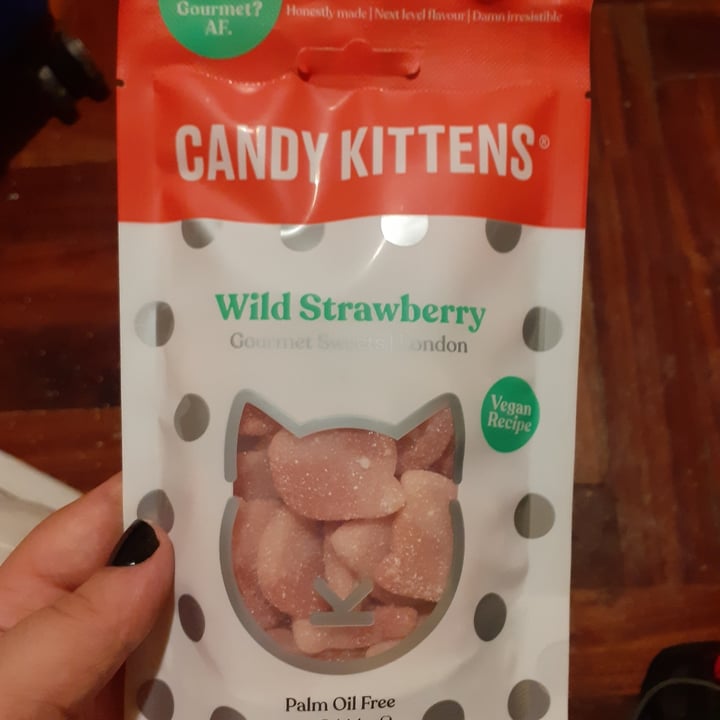 Gourmet?
AF.
Honestly made | Next level flavour | Damn irresistible
CANDY KITTENS®
Wild Strawberry
Gourmet Sweets | London
Vegan
Recipe
K
Palm Oil Free